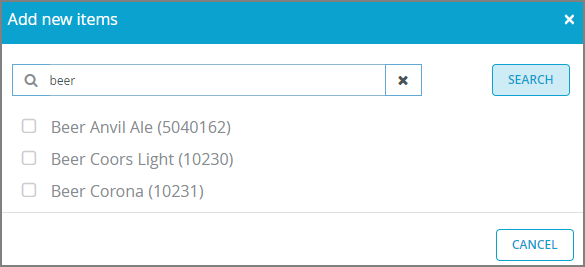 Add new items
beer
SEARCH
Beer Anvil Ale (5040162)
Beer Coors Light (10230)
Beer Corona (10231)
CANCEL